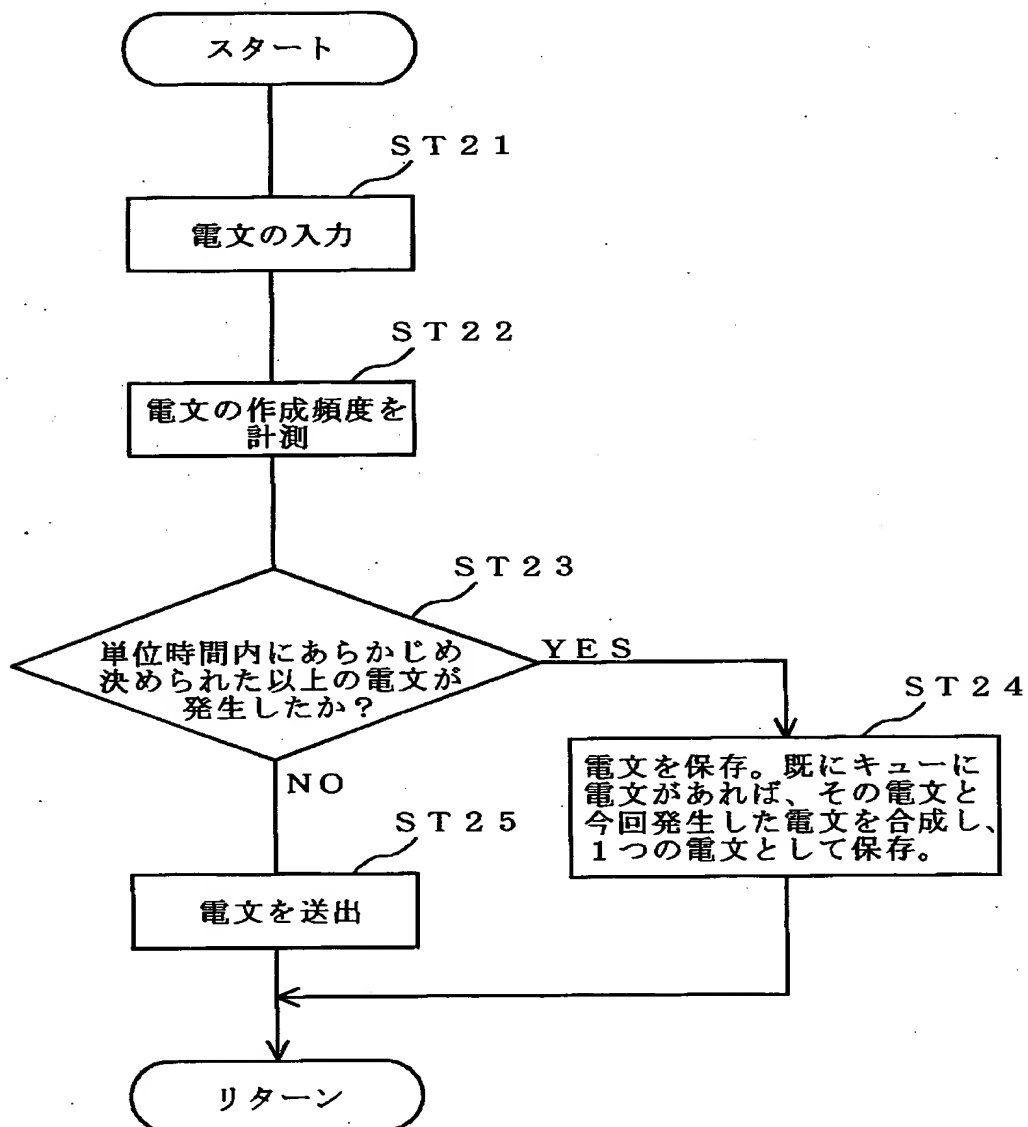 スタート
ST21
電文の入力
ST22
電文の作成頻度を
計測
ST23
単位時間内にあらかじめ
決められた以上の電文が
発生したか？
YES
ST24
電文を保存。既にキューに
電文があれば、その電文と
今回発生した電文を合成し、
1つの電文として保存。
NO
ST25
電文を送出
リターン